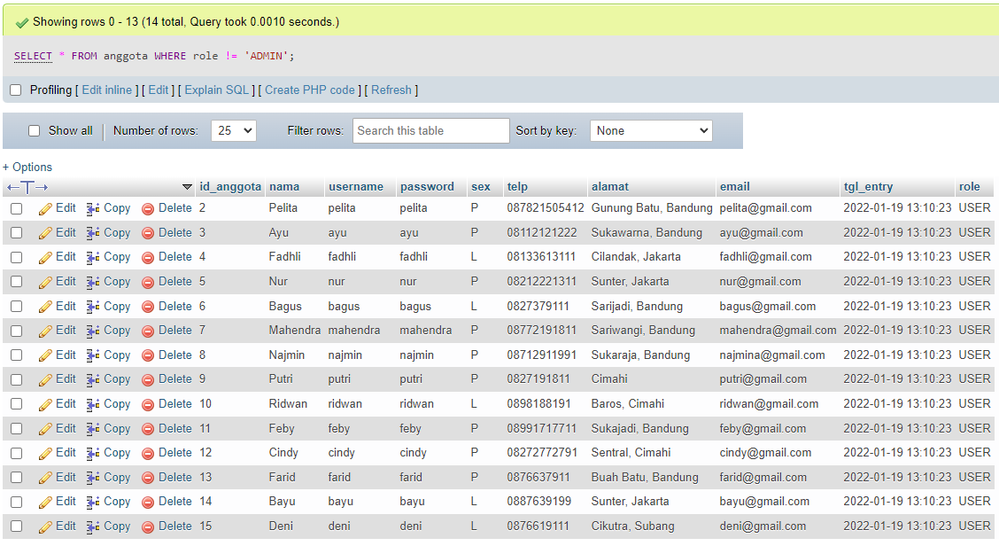 Showing rows 0 - 13 (14 total, Query took 0.0010 seconds.)
SELECT * FROM anggota WHERE role != 'ADMIN';
Profiling [ Edit inline ] [ Edit ] [ Explain SQL ] [ Create PHP code ] [ Refresh ]
Show all | Number of rows: 25 Filter rows: Search this table Sort by key: None
+ Options
←T→ id_anggota nama username password sex telp alamat email tgl_entry role
Edit Copy Delete 2 Pelita pelita pelita P 087821505412 Gunung Batu, Bandung pelita@gmail.com 2022-01-19 13:10:23 USER
Edit Copy Delete 3 Ayu ayu ayu P 08112121222 Sukawarna, Bandung ayu@gmail.com 2022-01-19 13:10:23 USER
Edit Copy Delete 4 Fadhli fadhli fadhli L 08133613111 Cilandak, Jakarta fadhli@gmail.com 2022-01-19 13:10:23 USER
Edit Copy Delete 5 Nur nur nur P 08212221311 Sunter, Jakarta nur@gmail.com 2022-01-19 13:10:23 USER
Edit Copy Delete 6 Bagus bagus bagus L 0827379111 Sarijadi, Bandung bagus@gmail.com 2022-01-19 13:10:23 USER
Edit Copy Delete 7 Mahendra mahendra mahendra P 08772191811 Sariwangi, Bandung mahendra@gmail.com 2022-01-19 13:10:23 USER
Edit Copy Delete 8 Najmin najmin najmin P 08712911991 Sukaraja, Bandung najmina@gmail.com 2022-01-19 13:10:23 USER
Edit Copy Delete 9 Putri putri putri P 0827191811 Cimahi putri@gmail.com 2022-01-19 13:10:23 USER
Edit Copy Delete 10 Ridwan ridwan ridwan L 0898188191 Baros, Cimahi ridwan@gmail.com 2022-01-19 13:10:23 USER
Edit Copy Delete 11 Feby feby feby P 08991717711 Sukajadi, Bandung feby@gmail.com 2022-01-19 13:10:23 USER
Edit Copy Delete 12 Cindy cindy cindy P 08272772791 Sentral, Cimahi cindy@gmail.com 2022-01-19 13:10:23 USER
Edit Copy Delete 13 Farid farid farid P 0876637911 Buah Batu, Bandung farid@gmail.com 2022-01-19 13:10:23 USER
Edit Copy Delete 14 Bayu bayu bayu L 0887639199 Sunter, Jakarta bayu@gmail.com 2022-01-19 13:10:23 USER
Edit Copy Delete 15 Deni deni deni L 0876619111 Cikutra, Subang deni@gmail.com 2022-01-19 13:10:23 USER